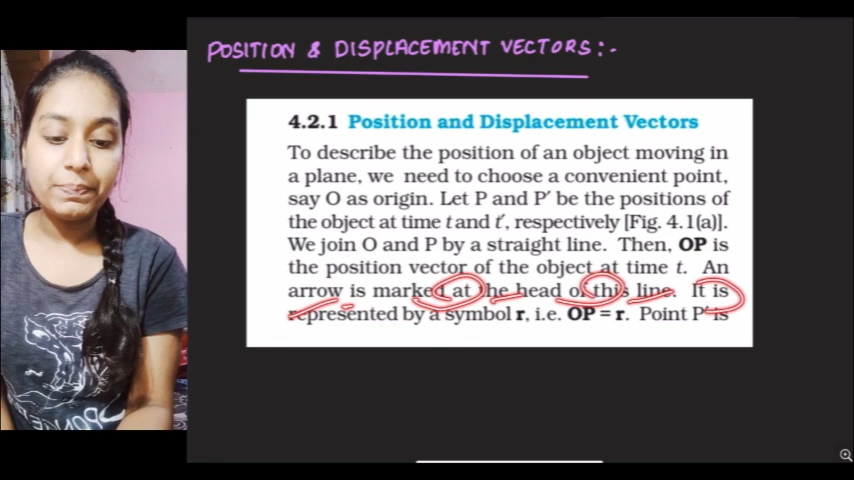 POSITION & DISPLACEMENT VECTORS :-
4.2.1 Position and Displacement Vectors
To describe the position of an object moving in
a plane, we need to choose a convenient point,
say O as origin. Let P and P′ be the positions of
the object at time t and t′, respectively [Fig. 4.1(a)].
We join O and P by a straight line. Then, OP is
the position vector of the object at time t. An
arrow is marked at the head of this line. It is
represented by a symbol r, i.e. OP = r. Point P′ is